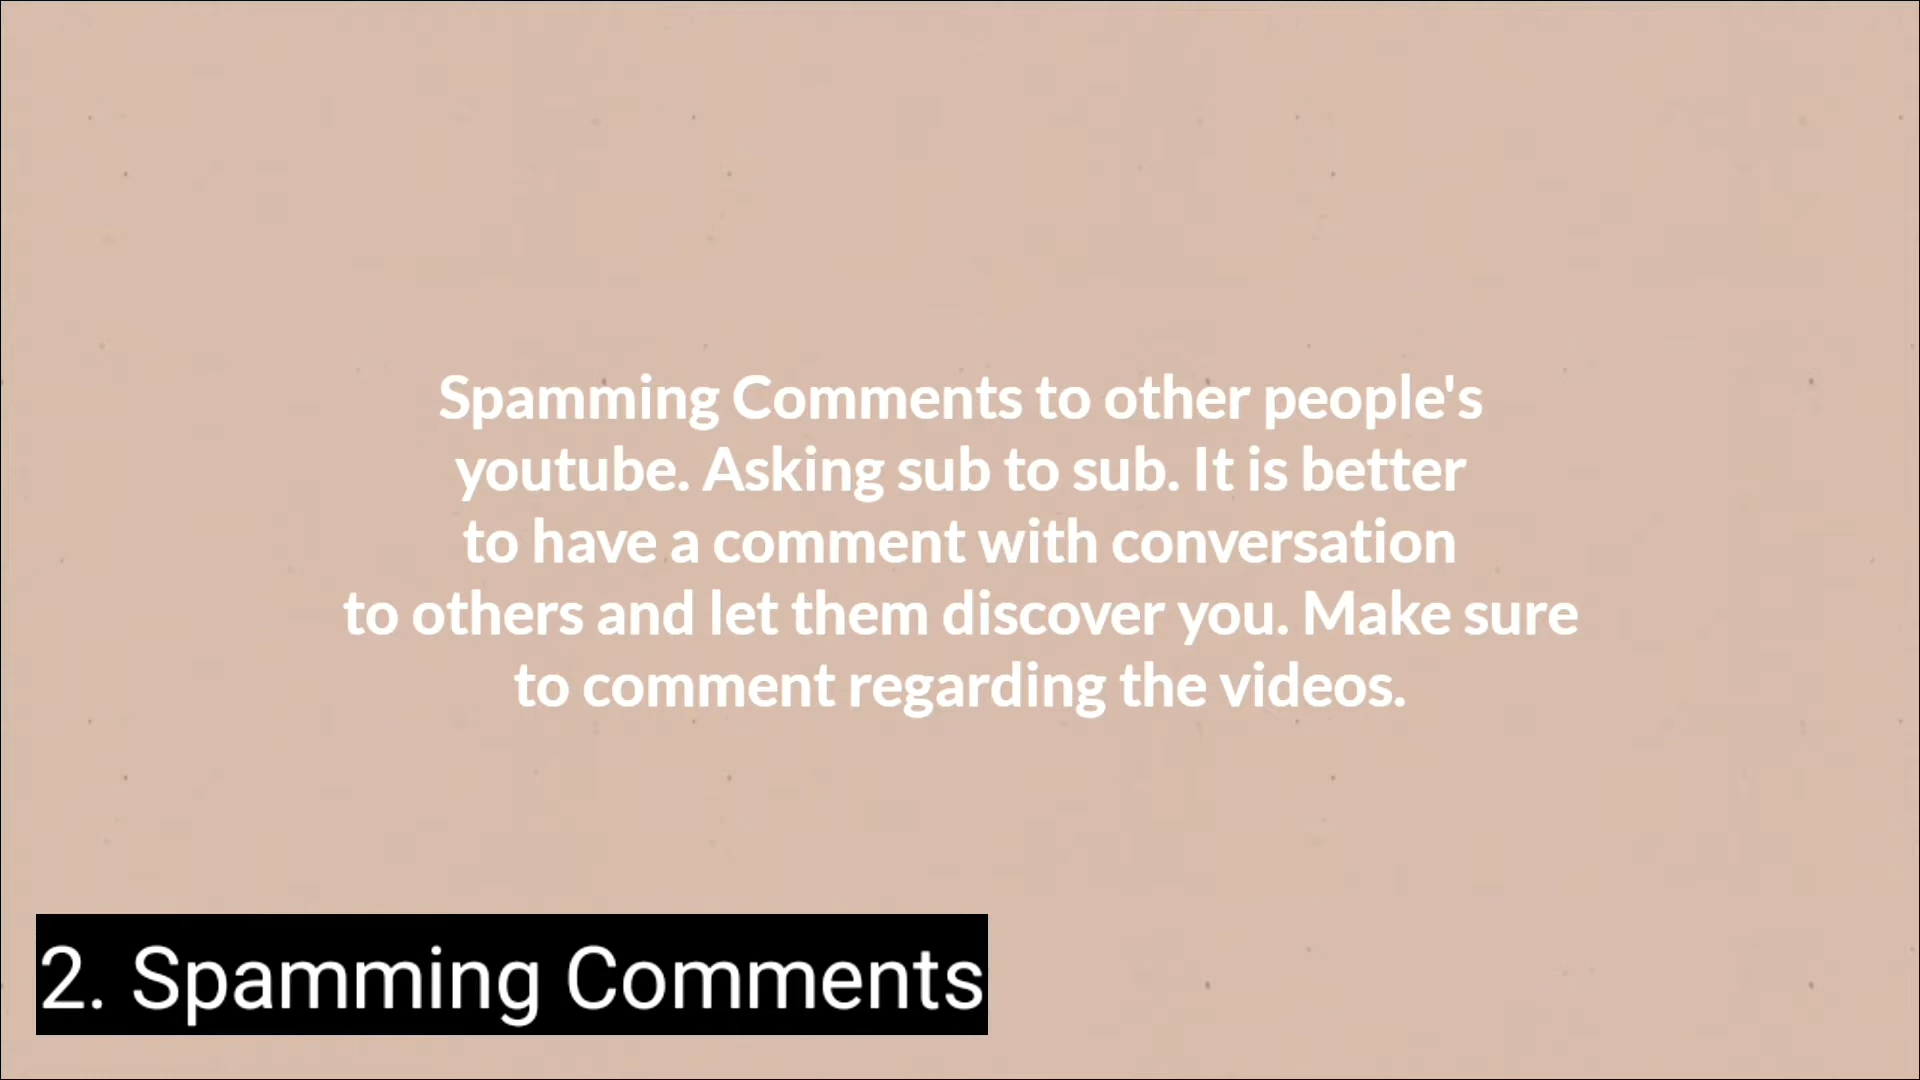 Spamming Comments to other people's
youtube. Asking sub to sub. It is better
to have a comment with conversation
to others and let them discover you. Make sure
to comment regarding the videos.
2. Spamming Comments